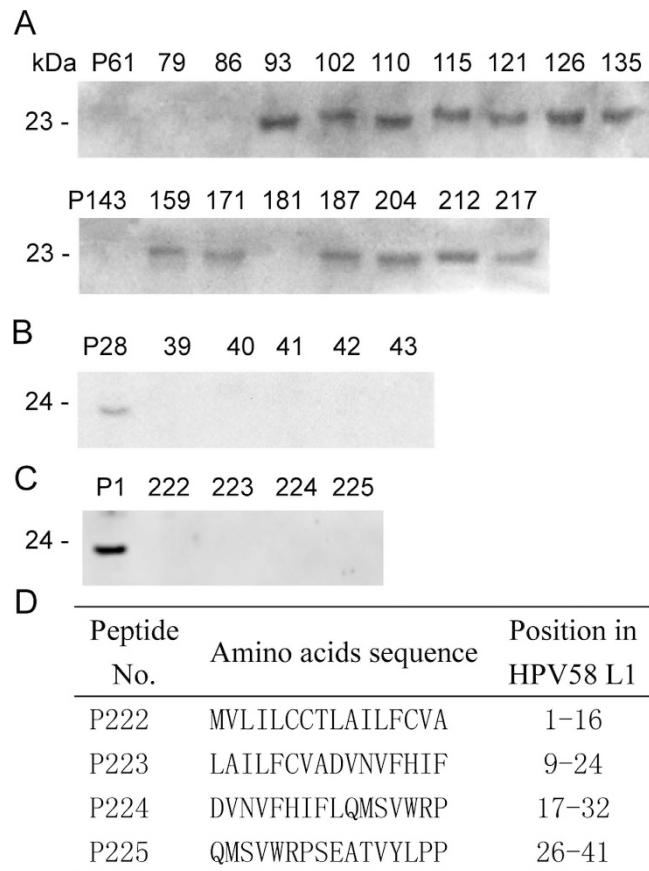 A
kDa P61 79 86 93 102 110 115 121 126 135
23 -
P143 159 171 181 187 204 212 217
23 -
B
P28 39 40 41 42 43
24 -
C
P1 222 223 224 225
24 -
D
Peptide No. Amino acids sequence Position in HPV58 L1
P222 MVLILCCTLAILFCVA 1-16
P223 LAILFCVADVNVFHIF 9-24
P224 DVNVFHIFLQMSVWRP 17-32
P225 QMSVWRPSEATVYLPP 26-41